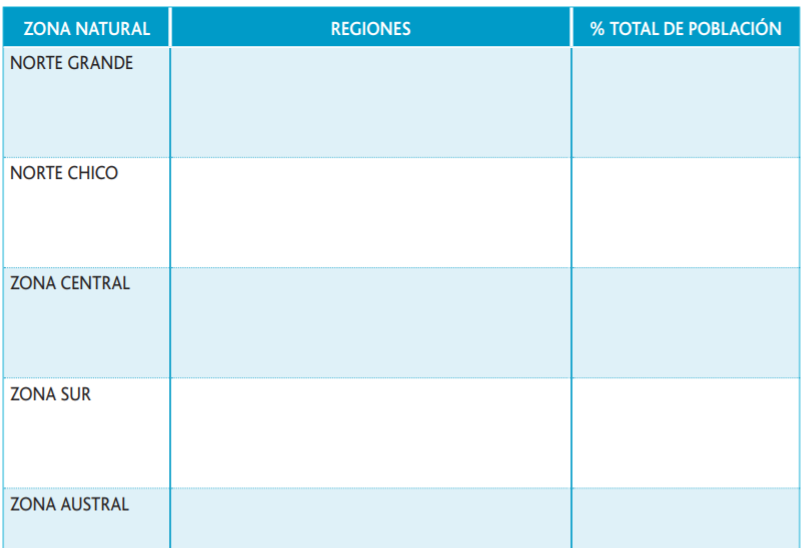 ZONA NATURAL
REGIONES
% TOTAL DE POBLACIÓN
NORTE GRANDE
NORTE CHICO
ZONA CENTRAL
ZONA SUR
ZONA AUSTRAL